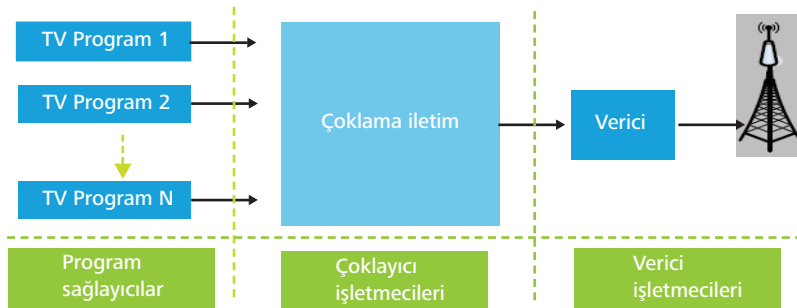 TV Program 1
TV Program 2
TV Program N
Çoklama iletim
Verici
Program
sağlayıcılar
Çoklayıcı
işletmecileri
Verici
işletmecileri